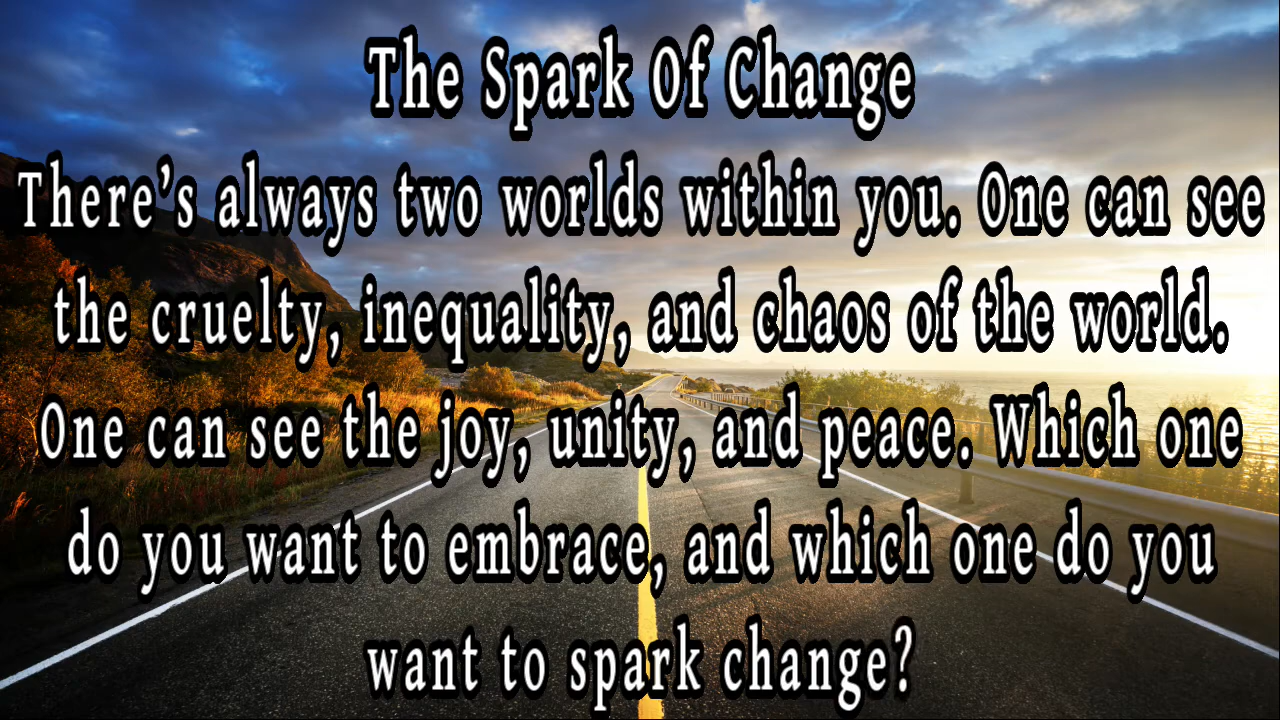 The Spark Of Change
There’s always two worlds within you. One can see
the cruelty, inequality, and chaos of the world.
One can see the joy, unity, and peace. Which one
do you want to embrace, and which one do you
want to spark change?